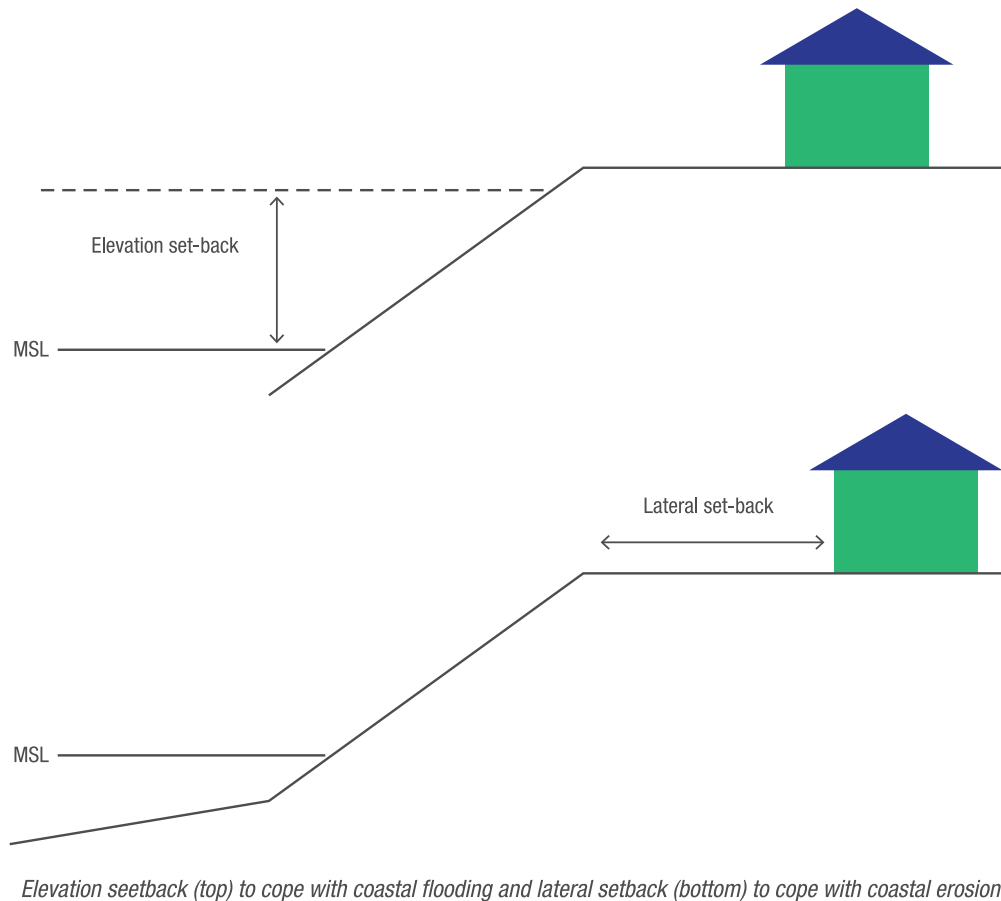 Elevation set-back
MSL
Lateral set-back
MSL
Elevation seetback (top) to cope with coastal flooding and lateral setback (bottom) to cope with coastal erosion